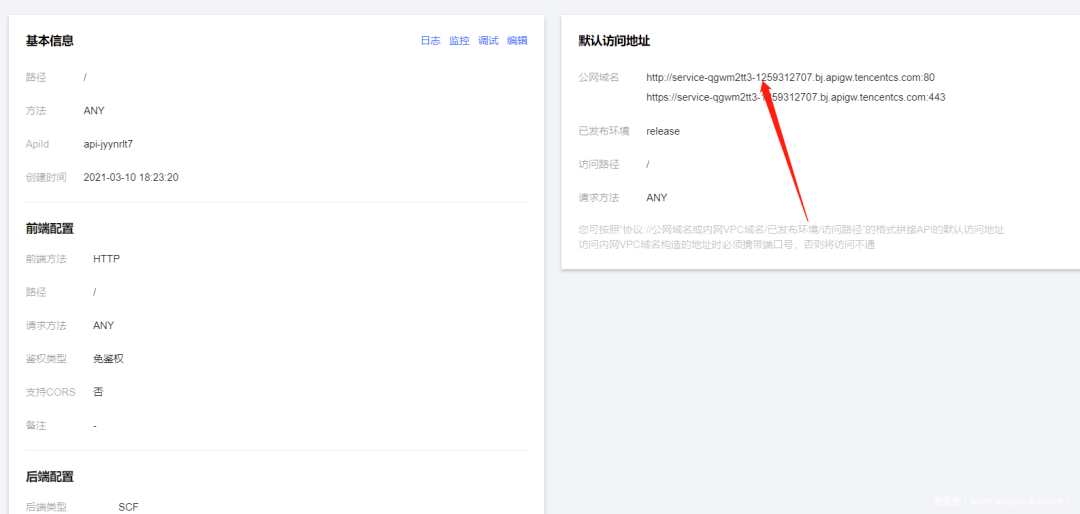 基本信息
日志 监控 调试 编辑
路径 /
方法 ANY
ApiId api-jyynrlt7
创建时间 2021-03-10 18:23:20
前端配置
前端方法 HTTP
路径 /
请求方法 ANY
鉴权类型 免鉴权
支持CORS 否
备注 -
后端配置
后端类型 SCF
默认访问地址
公网域名 http://service-qgwm2tt3-1259312707.bj.apigw.tencentcs.com:80
https://service-qgwm2tt3-1259312707.bj.apigw.tencentcs.com:443
已发布环境 release
访问路径 /
请求方法 ANY
您可按照“协议://公网域名或内网VPC域名/已发布环境/访问路径”的格式拼接API的默认访问地址
访问内网VPC域名构造的地址时必须携带端口号，否则将访问不通